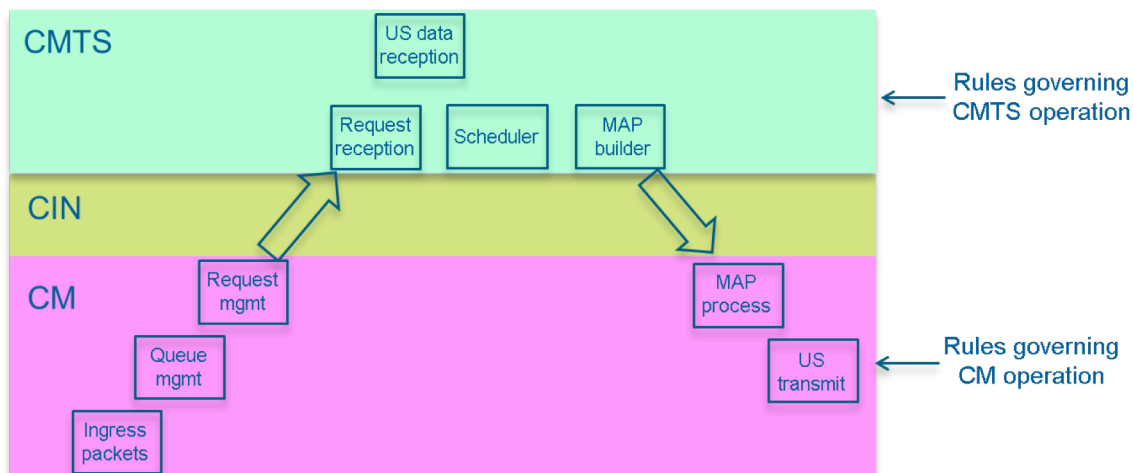 CMTS
US data
reception
Rules governing
CMTS operation
Request
reception
Scheduler
MAP
builder
CIN
CM
Request
mgmt
MAP
process
Queue
mgmt
US
transmit
Rules governing
CM operation
Ingress
packets